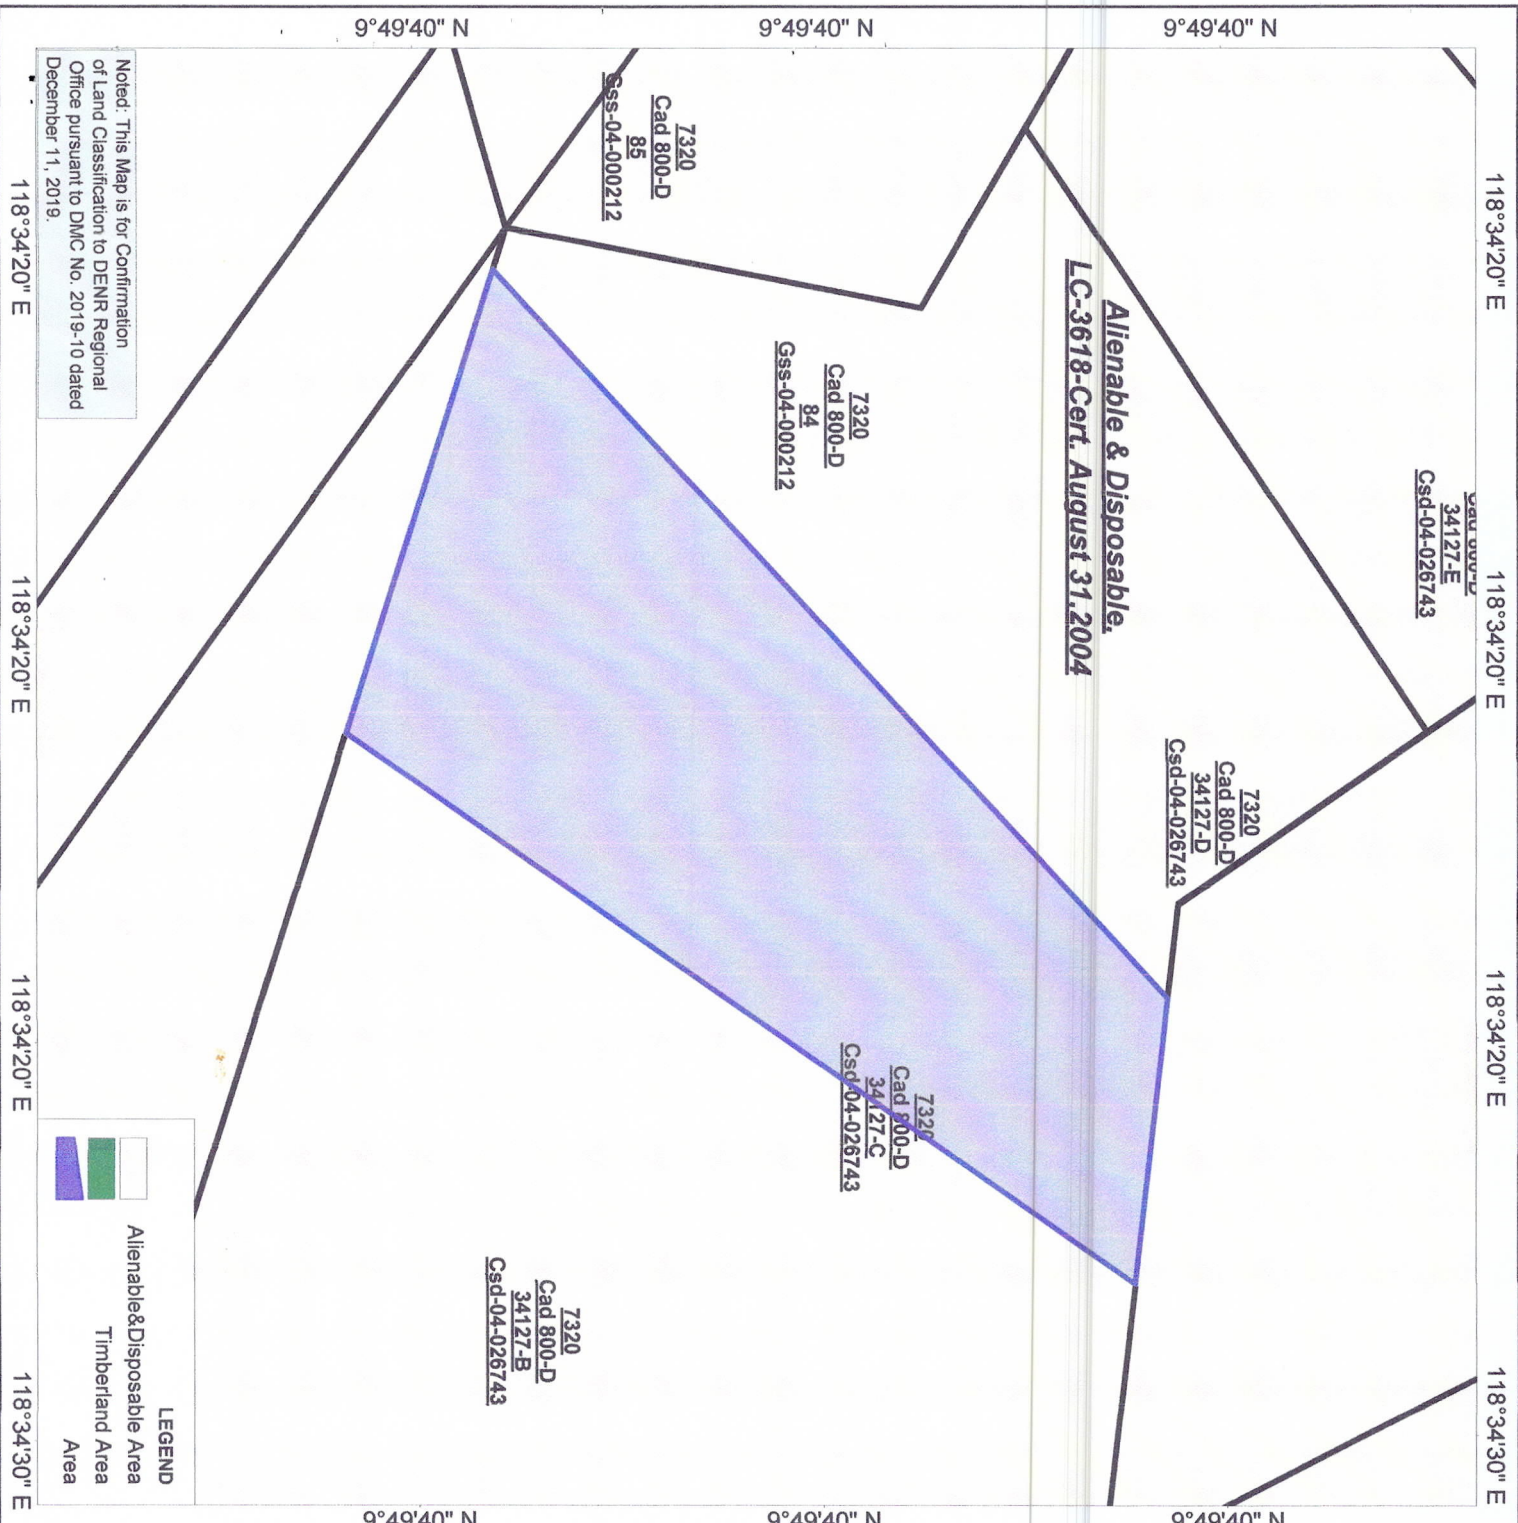 118°34'20" E
118°34'20" E
118°34'20" E
118°34'30" E
9°49'40" N
9°49'40" N
9°49'40" N
34127-E
Csd-04-026743
7320
Cad 800-D
34127-D
Csd-04-026743
Alienable & Disposable.
LC-3618-Cert. August 31,2004
7320
Cad 800-D
84
Gss-04-000212
7320
Cad 800-D
85
Gss-04-000212
7320
Cad 800-D
34127-C
Csd-04-026743
7320
Cad 800-D
34127-B
Csd-04-026743
Noted: This Map is for Confirmation
of Land Classification to DENR Regional
Office pursuant to DMC No. 2019-10 dated
December 11, 2019.
LEGEND
Alienable&Disposable Area
Timberland Area
Area
9°49'40" N
9°49'40" N
9°49'40" N
118°34'20" E
118°34'20" E
118°34'20" E
118°34'30" E